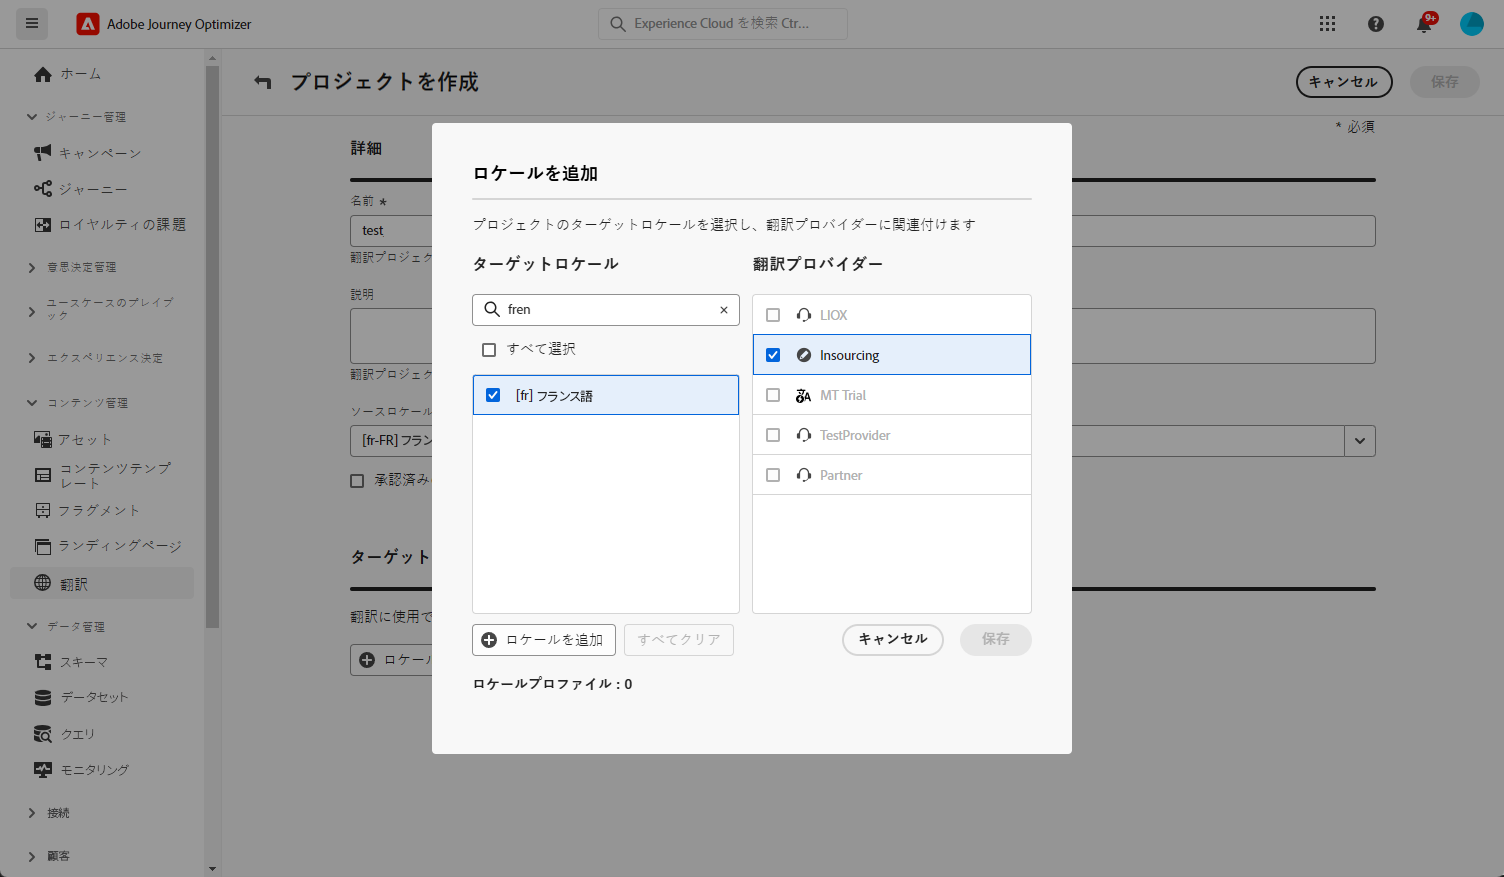 Adobe Journey Optimizer
Experience Cloud を検索 Ctr...
9+
ホーム
ジャーニー管理
キャンペーン
ジャーニー
ロイヤルティの課題
意思決定管理
ユースケースのプレイブ
ック
エクスペリエンス決定
コンテンツ管理
アセット
コンテンツテンプ
レート
フラグメント
ランディングページ
翻訳
データ管理
スキーマ
データセット
クエリ
モニタリング
接続
顧客
プロジェクトを作成
キャンセル
保存
* 必須
詳細
名前 *
test
翻訳プロジェク
説明
翻訳プロジェク
ソースロケール
[fr-FR] フラン
承認済み
ターゲット
翻訳に使用で
ロケール
ロケールを追加
プロジェクトのターゲットロケールを選択し、翻訳プロバイダーに関連付けます
ターゲットロケール
fren
すべて選択
[fr] フランス語
翻訳プロバイダー
LIOX
Insourcing
MT Trial
TestProvider
Partner
ロケールを追加
すべてクリア
キャンセル
保存
ロケールプロファイル : 0